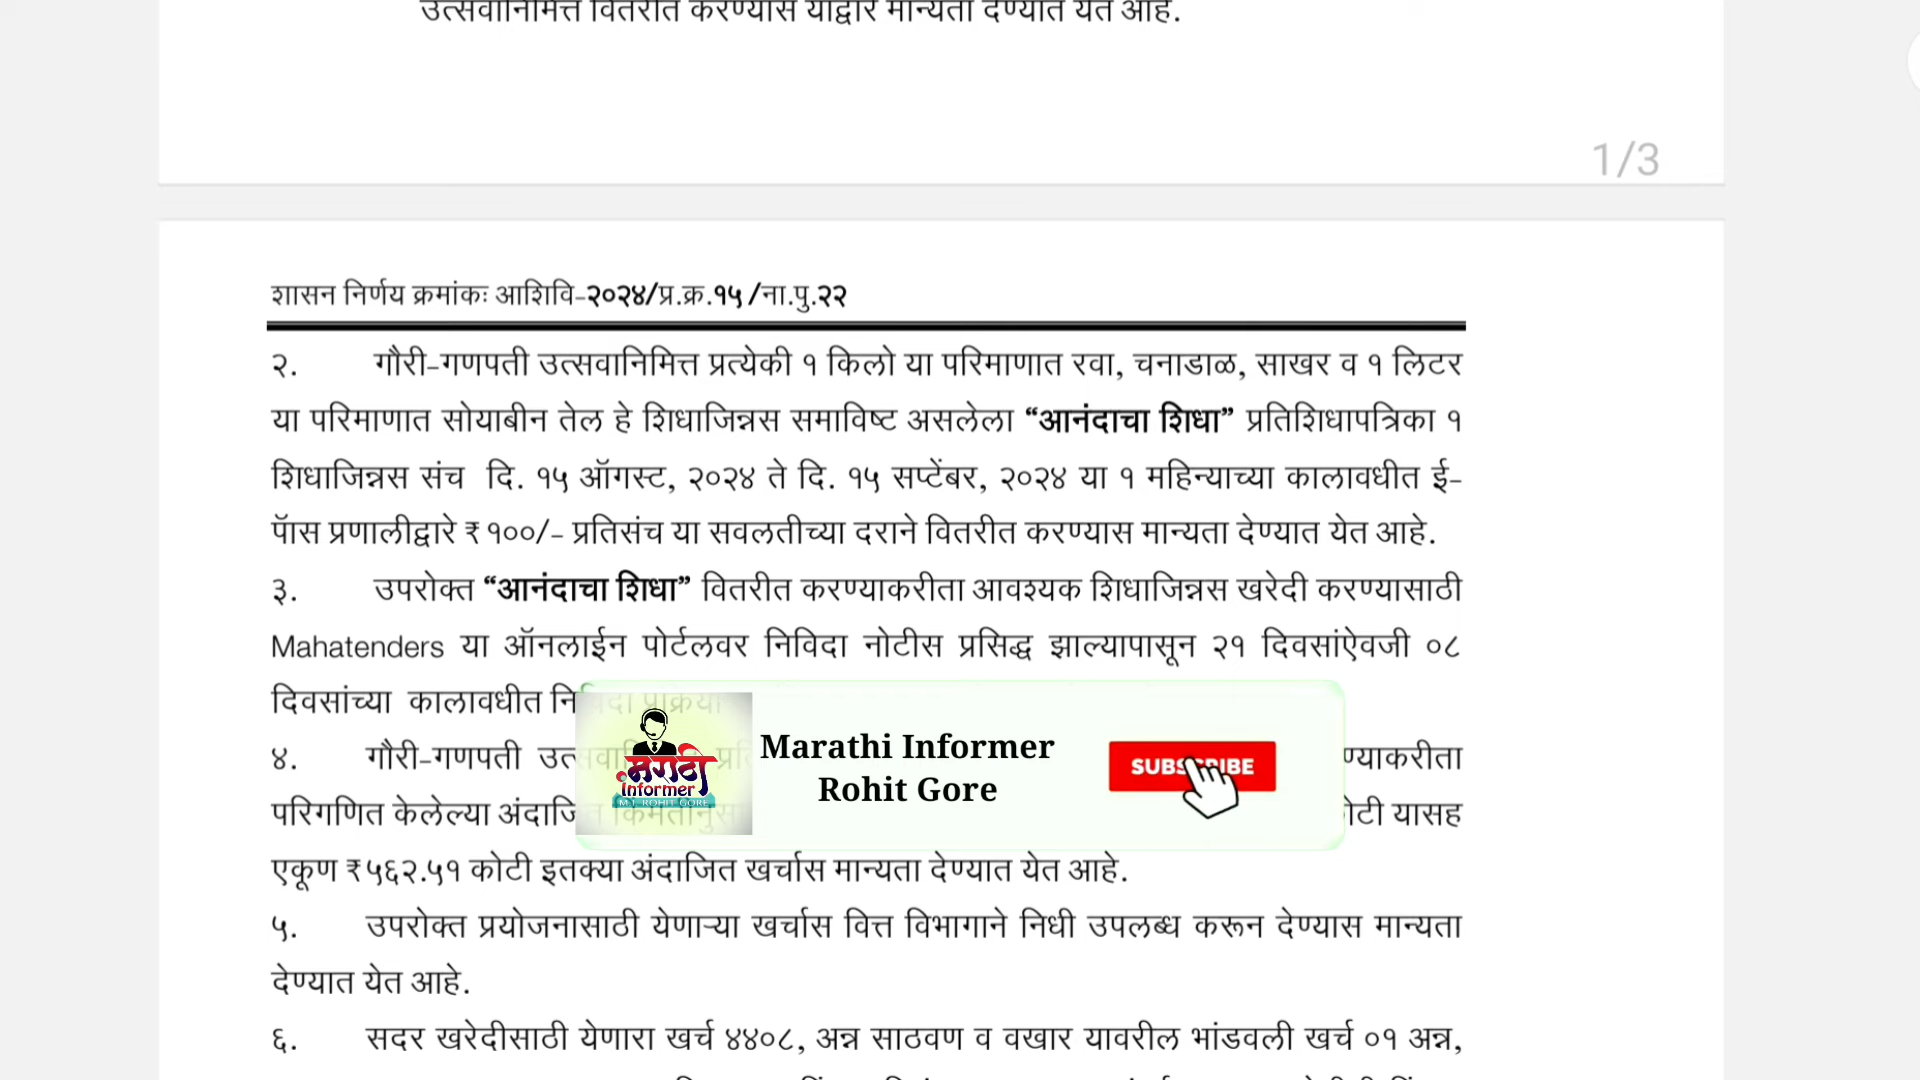 उत्सवानिमित्त वितरीत करण्यास याद्वारे मान्यता देण्यात येत आहे.
1/3
शासन निर्णय क्रमांकः आशिवि-२०२४/प्र.क्र.१५/ना.पु.२२
२. गौरी-गणपती उत्सवानिमित्त प्रत्येकी १ किलो या परिमाणात रवा, चनाडाळ, साखर व १ लिटर
या परिमाणात सोयाबीन तेल हे शिधाजिन्नस समाविष्ट असलेला “आनंदाचा शिधा” प्रतिशिधापत्रिका १
शिधाजिन्नस संच दि. १५ ऑगस्ट, २०२४ ते दि. १५ सप्टेंबर, २०२४ या १ महिन्याच्या कालावधीत ई-
पॅास प्रणालीद्वारे ₹१००/- प्रतिसंच या सवलतीच्या दराने वितरीत करण्यास मान्यता देण्यात येत आहे.
३. उपरोक्त “आनंदाचा शिधा” वितरीत करण्याकरीता आवश्यक शिधाजिन्नस खरेदी करण्यासाठी
Mahatenders या ऑनलाईन पोर्टलवर निविदा नोटीस प्रसिद्ध झाल्यापासून २१ दिवसांऐवजी ०८
दिवसांच्या कालावधीत निविदा प्रक्रिया
४. गौरी-गणपती
परिगणित केलेल्या यासह
मराठी
informer
M.I. ROHIT GORE
Marathi Informer
Rohit Gore
SUBSCRIBE
एकूण ₹५६२.५१ कोटी इतक्या अंदाजित खर्चास मान्यता देण्यात येत आहे.
५. उपरोक्त प्रयोजनासाठी येणाऱ्या खर्चास वित्त विभागाने निधी उपलब्ध करून देण्यास मान्यता
देण्यात येत आहे.
६. सदर खरेदीसाठी येणारा खर्च ४४०८, अन्न साठवण व वखार यावरील भांडवली खर्च ०१ अन्न,